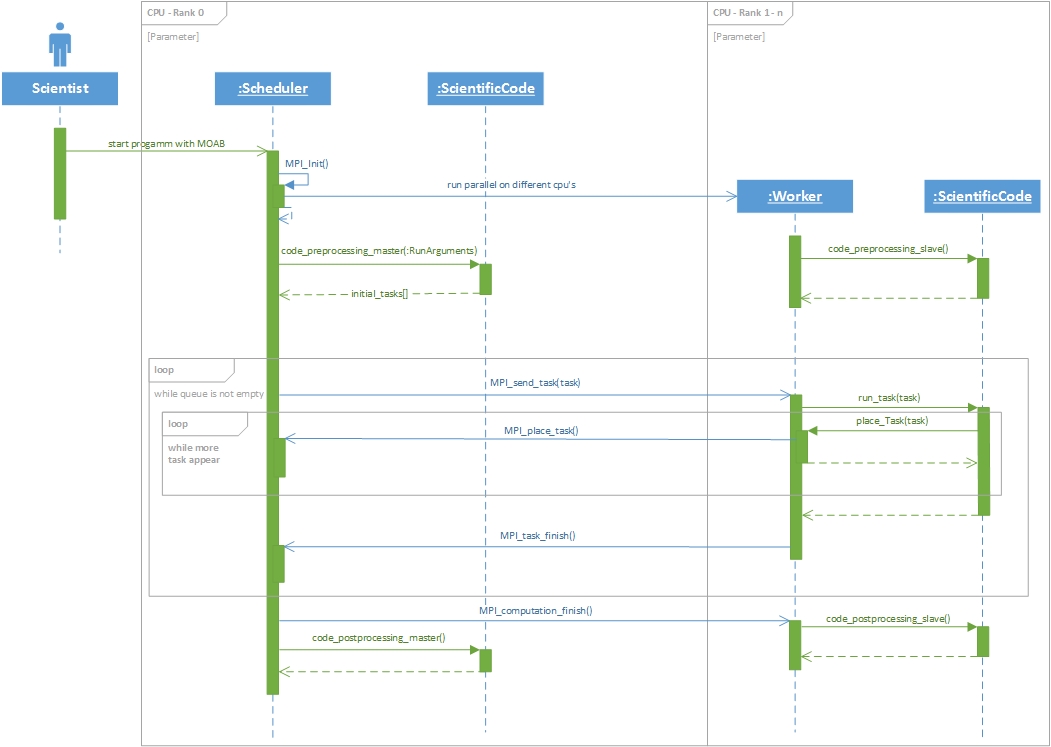 CPU - Rank 0
CPU - Rank 1 - n
[Parameter]
[Parameter]
Scientist
:Scheduler
:ScientificCode
start progamm with MOAB
MPI_Init()
run parallel on different cpu's
:Worker
:ScientificCode
code_preprocessing_master(:RunArguments)
code_preprocessing_slave()
initial_tasks[]
loop
while queue is not empty
MPI_send_task(task)
run_task(task)
loop
while more
task appear
MPI_place_task()
place_Task(task)
MPI_task_finish()
MPI_computation_finish()
code_postprocessing_slave()
code_postprocessing_master()